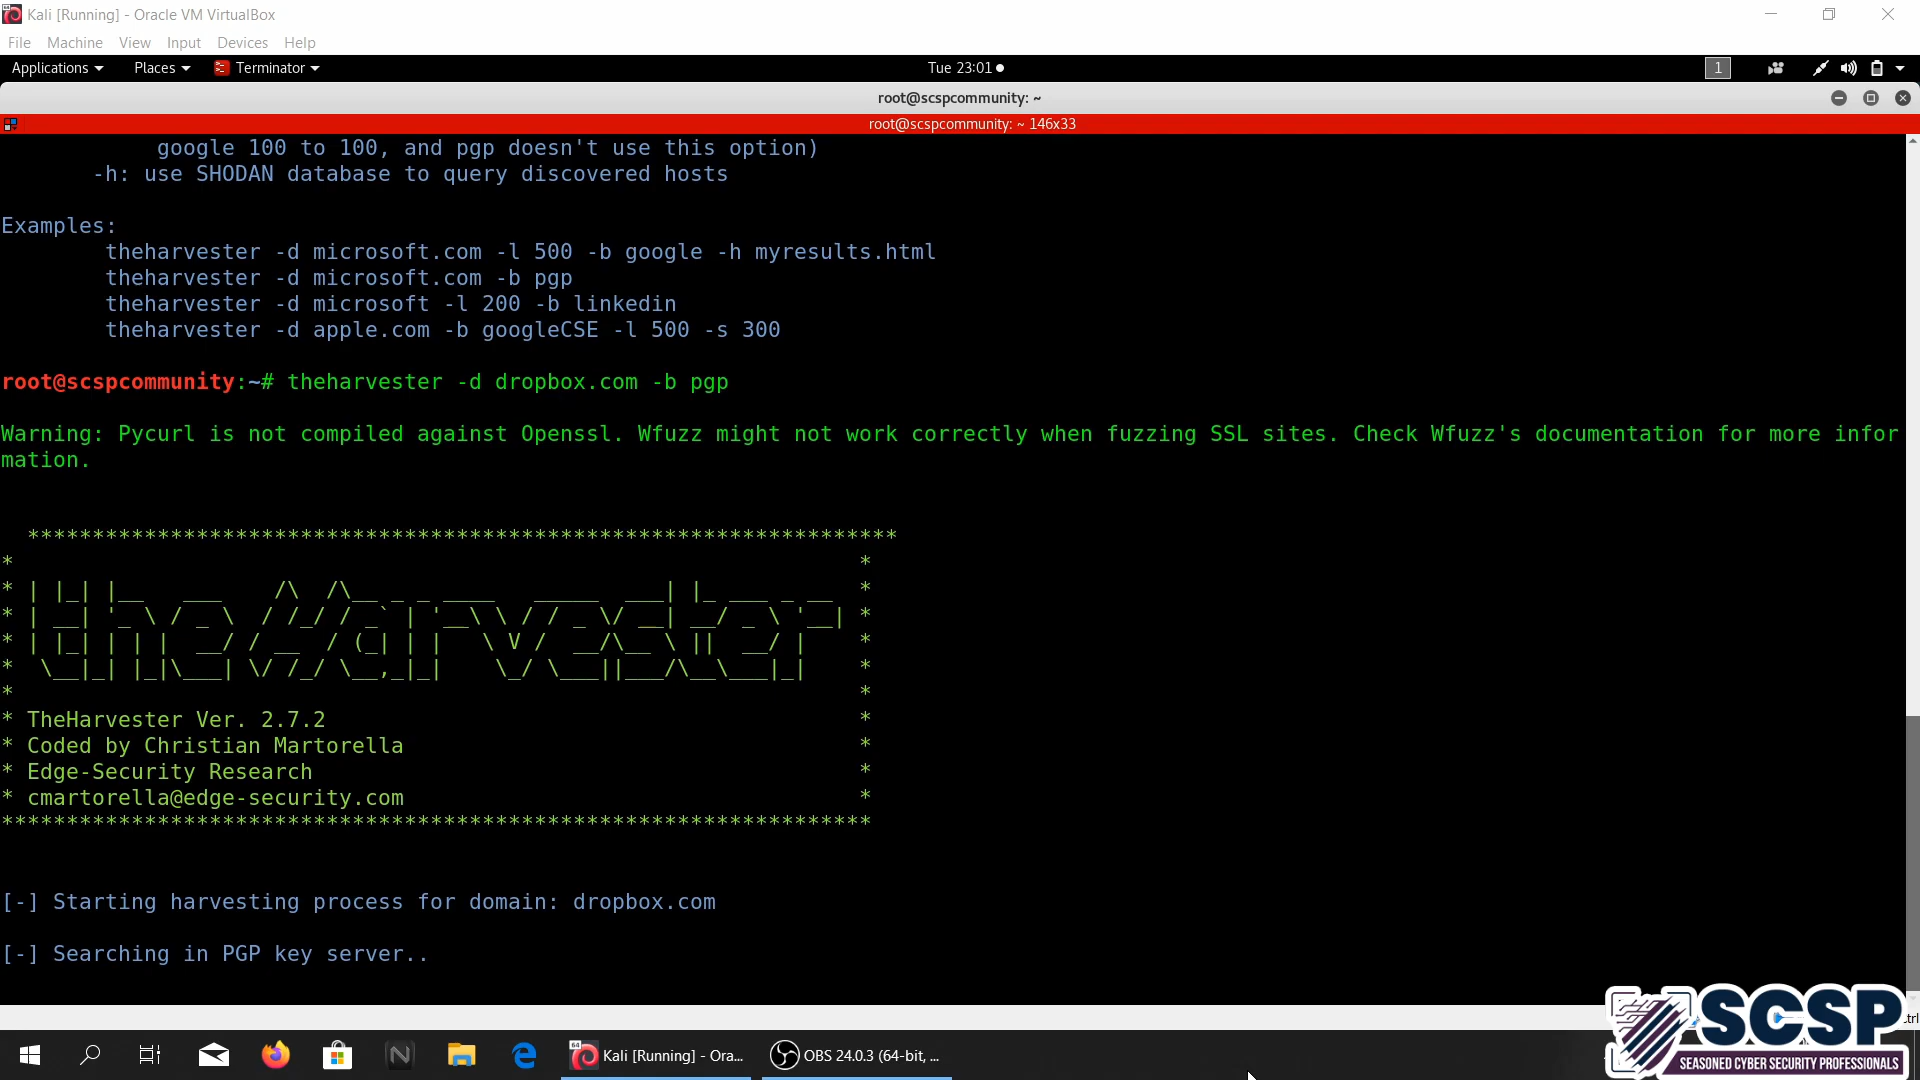 Kali [Running] - Oracle VM VirtualBox
File Machine View Input Devices Help
Applications Places Terminator Tue 23:01 1
root@scspcommunity: ~
root@scspcommunity: ~ 146x33
google 100 to 100, and pgp doesn't use this option)
-h: use SHODAN database to query discovered hosts
Examples:
theharvester -d microsoft.com -l 500 -b google -h myresults.html
theharvester -d microsoft.com -b pgp
theharvester -d microsoft -l 200 -b linkedin
theharvester -d apple.com -b googleCSE -l 500 -s 300
root@scspcommunity:~# theharvester -d dropbox.com -b pgp
Warning: Pycurl is not compiled against Openssl. Wfuzz might not work correctly when fuzzing SSL sites. Check Wfuzz's documentation for more infor
mation.
*******************************************************************
theHarvester
* TheHarvester Ver. 2.7.2 *
* Coded by Christian Martorella *
* Edge-Security Research *
* cmartorella@edge-security.com *
*******************************************************************
[-] Starting harvesting process for domain: dropbox.com
[-] Searching in PGP key server..
SCSP
SEASONED CYBER SECURITY PROFESSIONALS
Kali [Running] - Ora...
OBS 24.0.3 (64-bit, ...